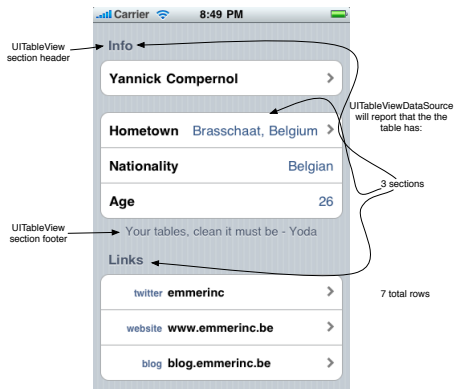 Carrier 8:49 PM
UITableView
section header
Info
Yannick Compernol
UITableViewDataSource
will report that the the
table has:
Hometown Brasschaat, Belgium
Nationality Belgian
3 sections
Age 26
UITableView
section footer
Your tables, clean it must be - Yoda
Links
twitter emmerinc
7 total rows
website www.emmerinc.be
blog blog.emmerinc.be